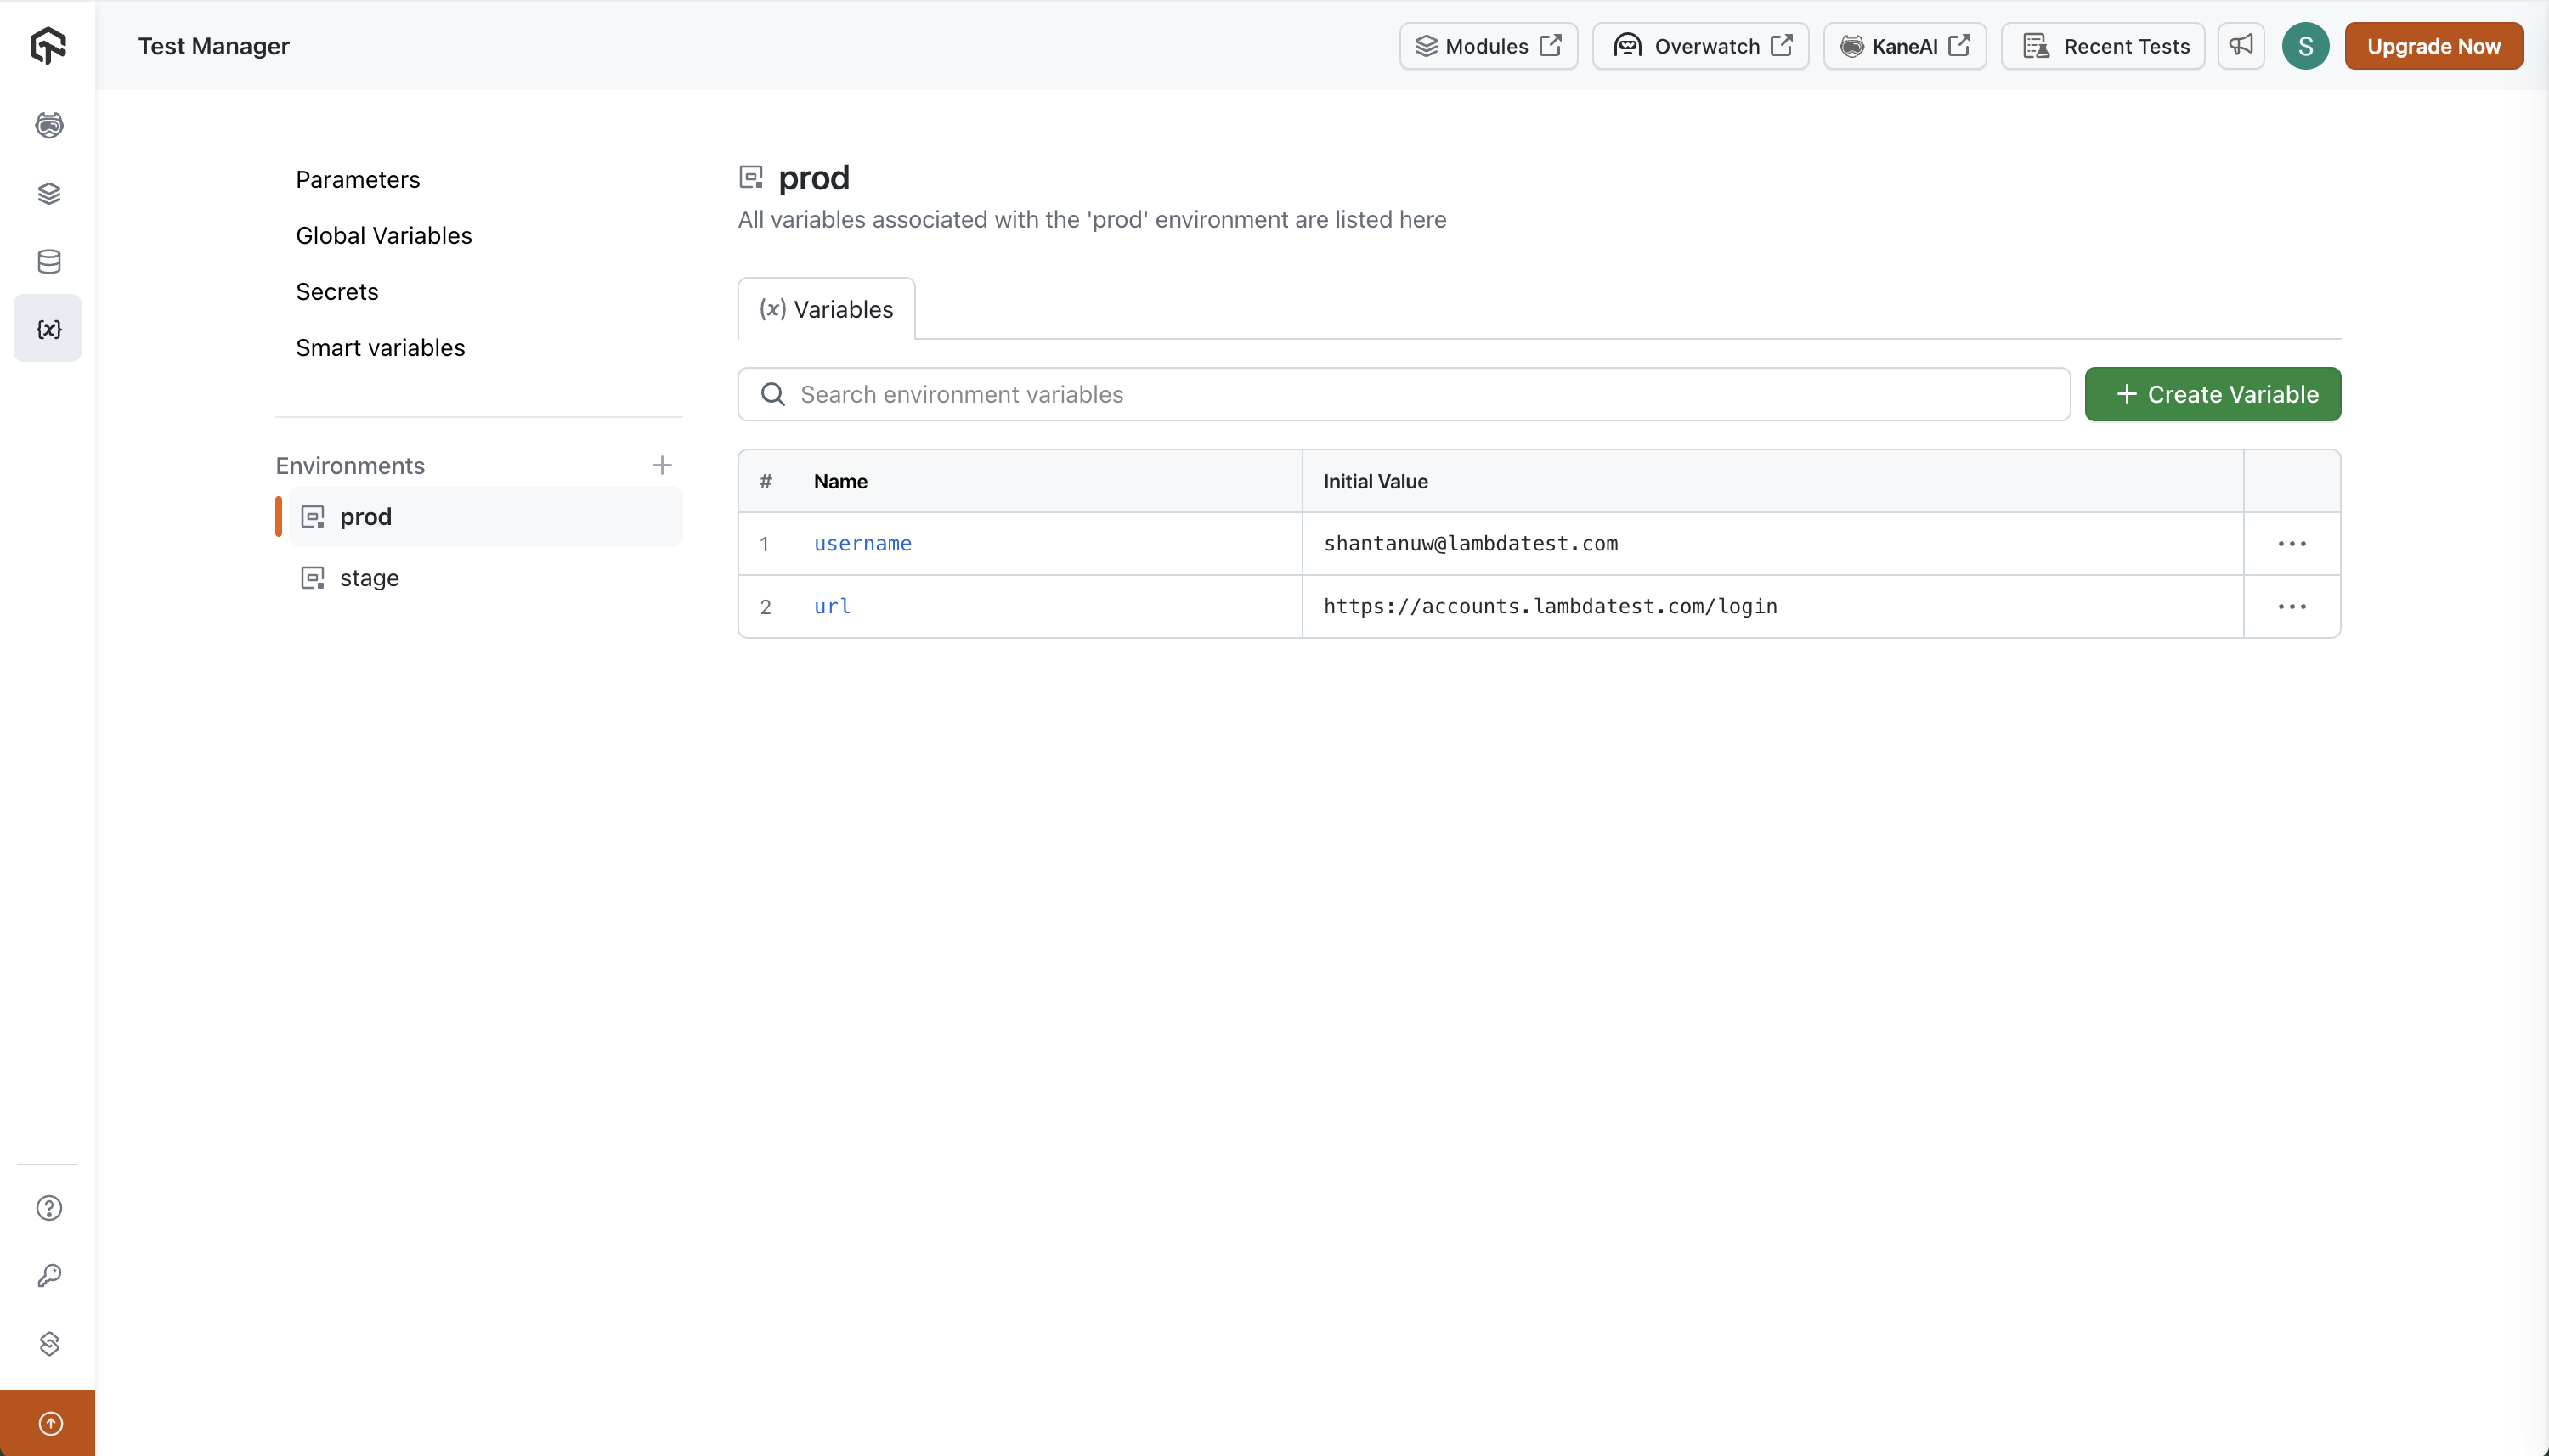 Test Manager
Modules
Overwatch
KaneAI
Recent Tests
S
Upgrade Now
{x}
Parameters
Global Variables
Secrets
Smart variables
Environments
prod
stage
prod
All variables associated with the 'prod' environment are listed here
(x) Variables
Search environment variables
+ Create Variable
# Name Initial Value
1 username shantanuw@lambdatest.com ...
2 url https://accounts.lambdatest.com/login ...